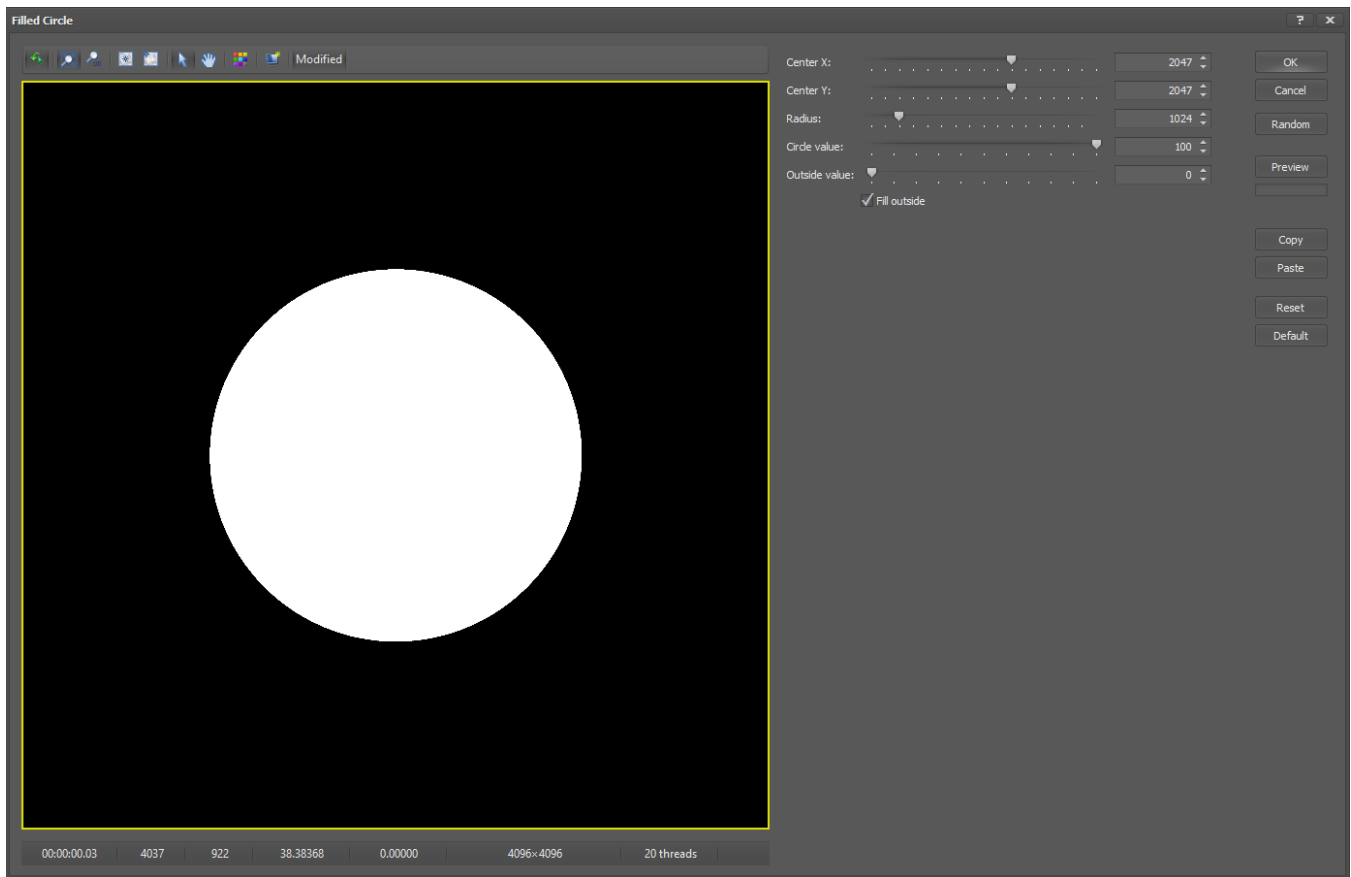 Filled Circle
? x
Modified
Center X: 2047 OK
Center Y: 2047 Cancel
Radius: 1024 Random
Circle value: 100
Outside value: 0 Preview
Fill outside
Copy
Paste
Reset
Default
00:00:00.03 4037 922 38.38368 0.00000 4096×4096 20 threads